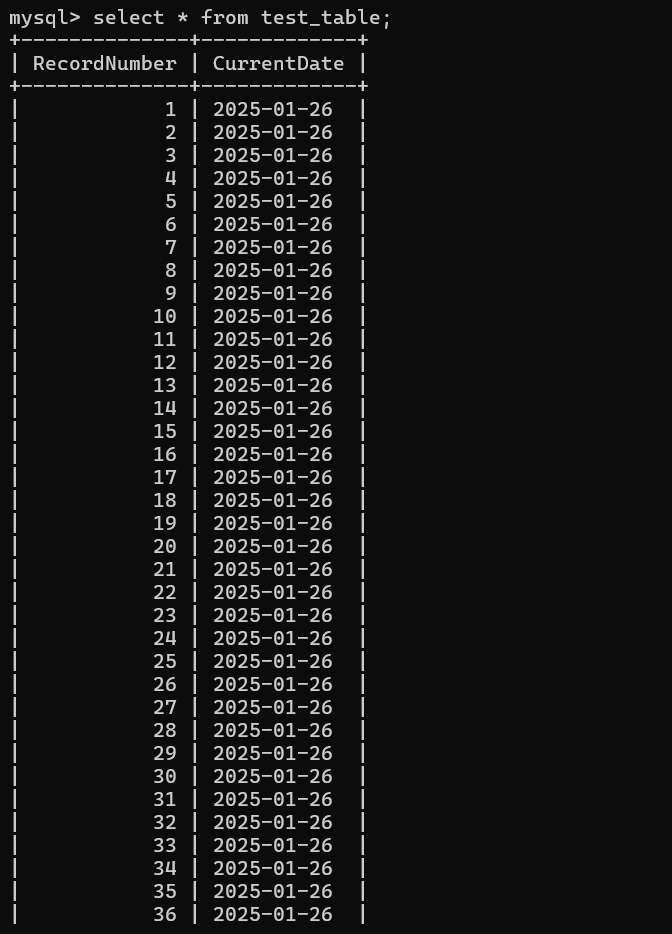 mysql> select * from test_table;
+--------------+-------------+
| RecordNumber | CurrentDate |
+--------------+-------------+
|            1 | 2025-01-26  |
|            2 | 2025-01-26  |
|            3 | 2025-01-26  |
|            4 | 2025-01-26  |
|            5 | 2025-01-26  |
|            6 | 2025-01-26  |
|            7 | 2025-01-26  |
|            8 | 2025-01-26  |
|            9 | 2025-01-26  |
|           10 | 2025-01-26  |
|           11 | 2025-01-26  |
|           12 | 2025-01-26  |
|           13 | 2025-01-26  |
|           14 | 2025-01-26  |
|           15 | 2025-01-26  |
|           16 | 2025-01-26  |
|           17 | 2025-01-26  |
|           18 | 2025-01-26  |
|           19 | 2025-01-26  |
|           20 | 2025-01-26  |
|           21 | 2025-01-26  |
|           22 | 2025-01-26  |
|           23 | 2025-01-26  |
|           24 | 2025-01-26  |
|           25 | 2025-01-26  |
|           26 | 2025-01-26  |
|           27 | 2025-01-26  |
|           28 | 2025-01-26  |
|           29 | 2025-01-26  |
|           30 | 2025-01-26  |
|           31 | 2025-01-26  |
|           32 | 2025-01-26  |
|           33 | 2025-01-26  |
|           34 | 2025-01-26  |
|           35 | 2025-01-26  |
|           36 | 2025-01-26  |